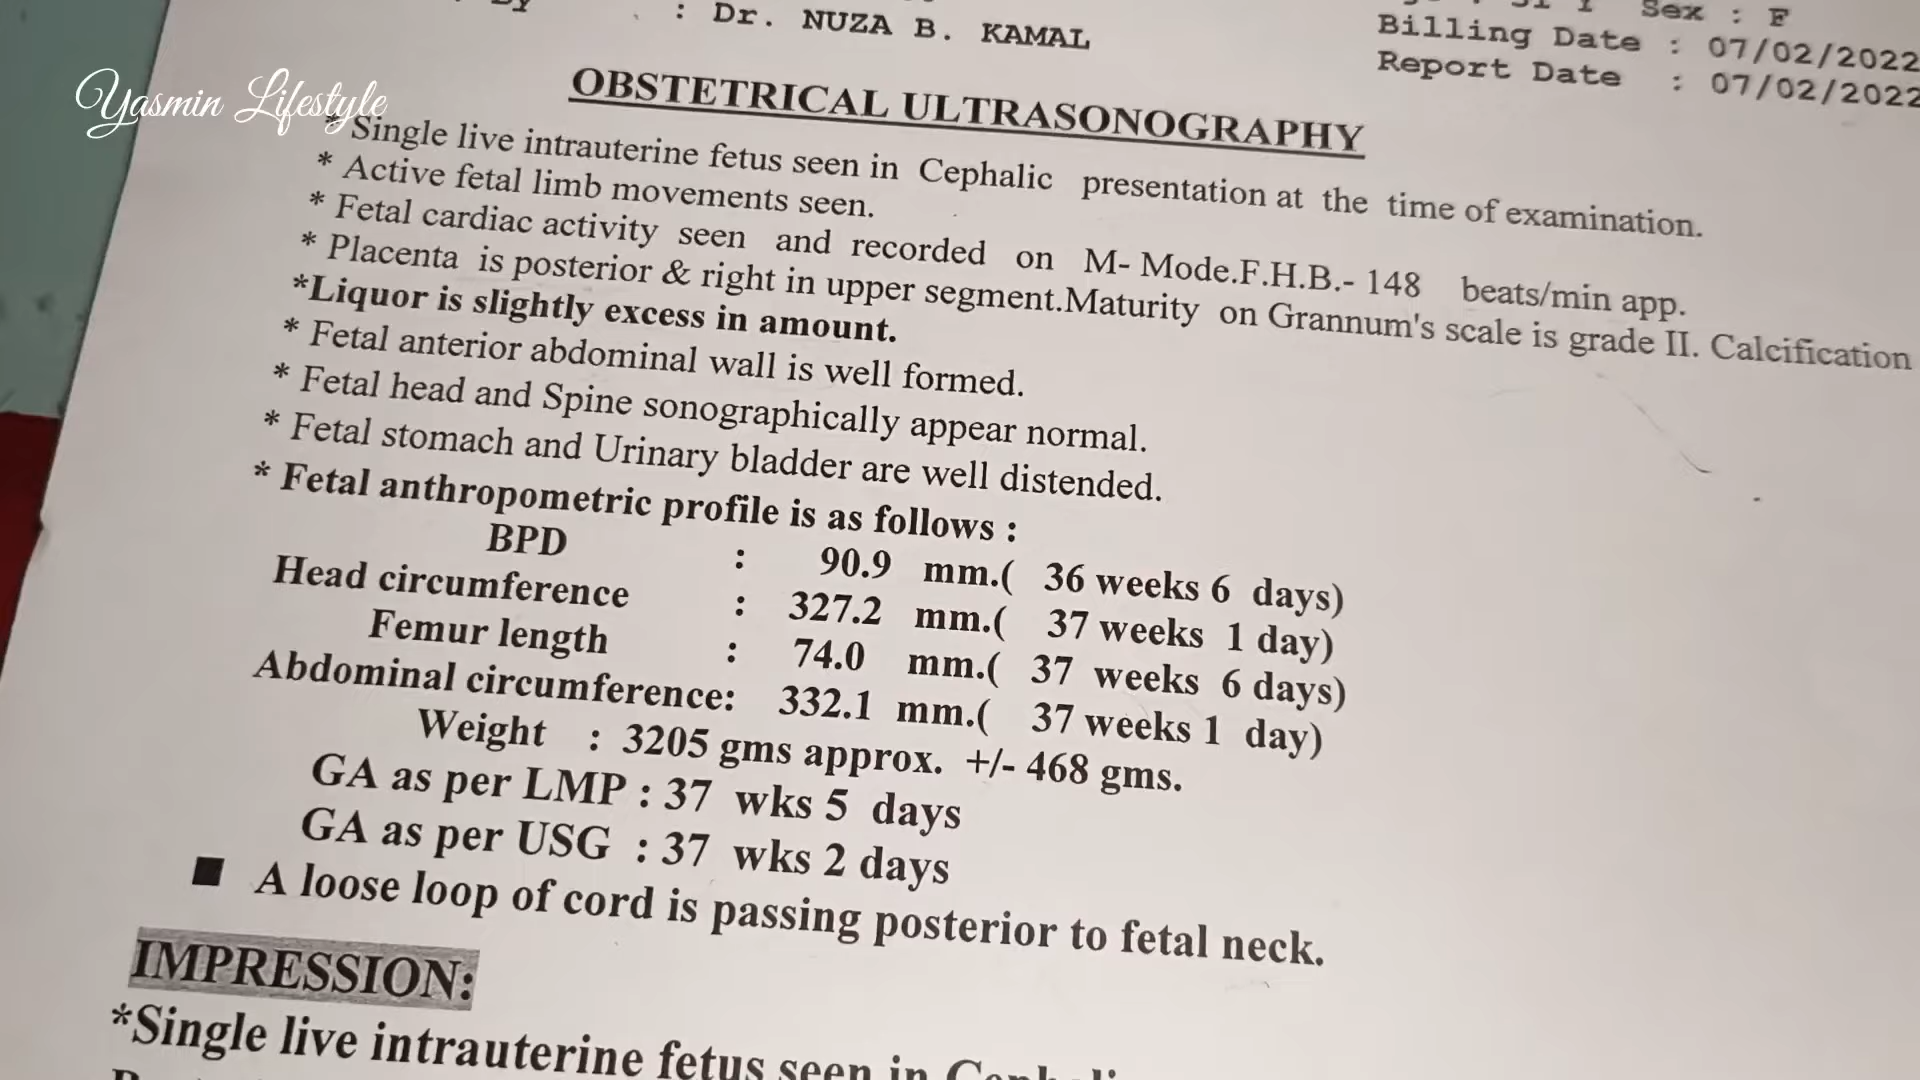 : Dr. NUZA B. KAMAL
Sex : F
Billing Date : 07/02/2022
Report Date : 07/02/2022
Yasmin Lifestyle
OBSTETRICAL ULTRASONOGRAPHY
* Single live intrauterine fetus seen in Cephalic presentation at the time of examination.
* Active fetal limb movements seen.
* Fetal cardiac activity seen and recorded on M- Mode.F.H.B.- 148 beats/min app.
* Placenta is posterior & right in upper segment.Maturity on Grannum's scale is grade II. Calcification
*Liquor is slightly excess in amount.
* Fetal anterior abdominal wall is well formed.
* Fetal head and Spine sonographically appear normal.
* Fetal stomach and Urinary bladder are well distended.
* Fetal anthropometric profile is as follows :
BPD : 90.9 mm.( 36 weeks 6 days)
Head circumference : 327.2 mm.( 37 weeks 1 day)
Femur length : 74.0 mm.( 37 weeks 6 days)
Abdominal circumference: 332.1 mm.( 37 weeks 1 day)
Weight : 3205 gms approx. +/- 468 gms.
GA as per LMP : 37 wks 5 days
GA as per USG : 37 wks 2 days
■ A loose loop of cord is passing posterior to fetal neck.
IMPRESSION:
*Single live intrauterine fetus seen in